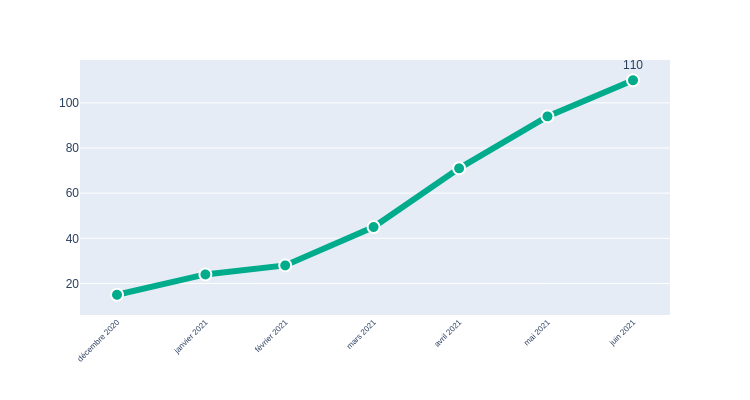 110
100
80
60
40
20
décembre 2020
janvier 2021
février 2021
mars 2021
avril 2021
mai 2021
juin 2021